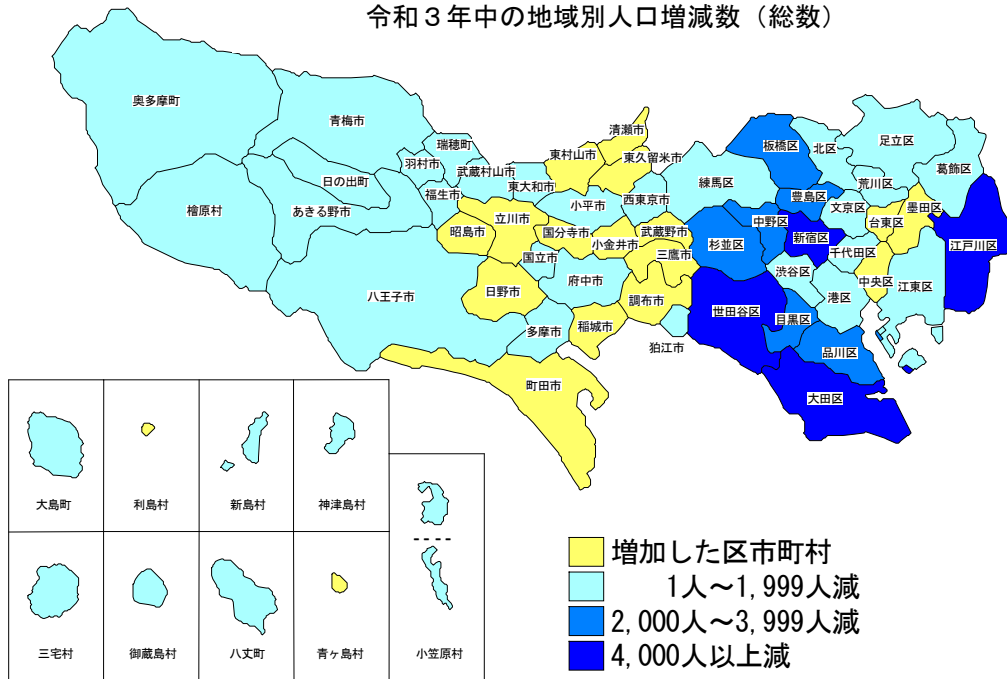 令和３年中の地域別人口増減数（総数）
奥多摩町
青梅市
瑞穂町
羽村市
武蔵村山市
日の出町
福生市
檜原村
あきる野市
八王子市
東大和市
東村山市
清瀬市
東久留米市
小平市
西東京市
立川市
昭島市
国分寺市
小金井市
武蔵野市
三鷹市
国立市
府中市
日野市
調布市
多摩市
稲城市
狛江市
町田市
板橋区
北区
足立区
葛飾区
練馬区
豊島区
荒川区
文京区
墨田区
台東区
中野区
新宿区
杉並区
千代田区
江戸川区
渋谷区
中央区
江東区
港区
世田谷区
目黒区
品川区
大田区
大島町
利島村
新島村
神津島村
三宅村
御蔵島村
八丈町
青ヶ島村
小笠原村
増加した区市町村
1人～1,999人減
2,000人～3,999人減
4,000人以上減